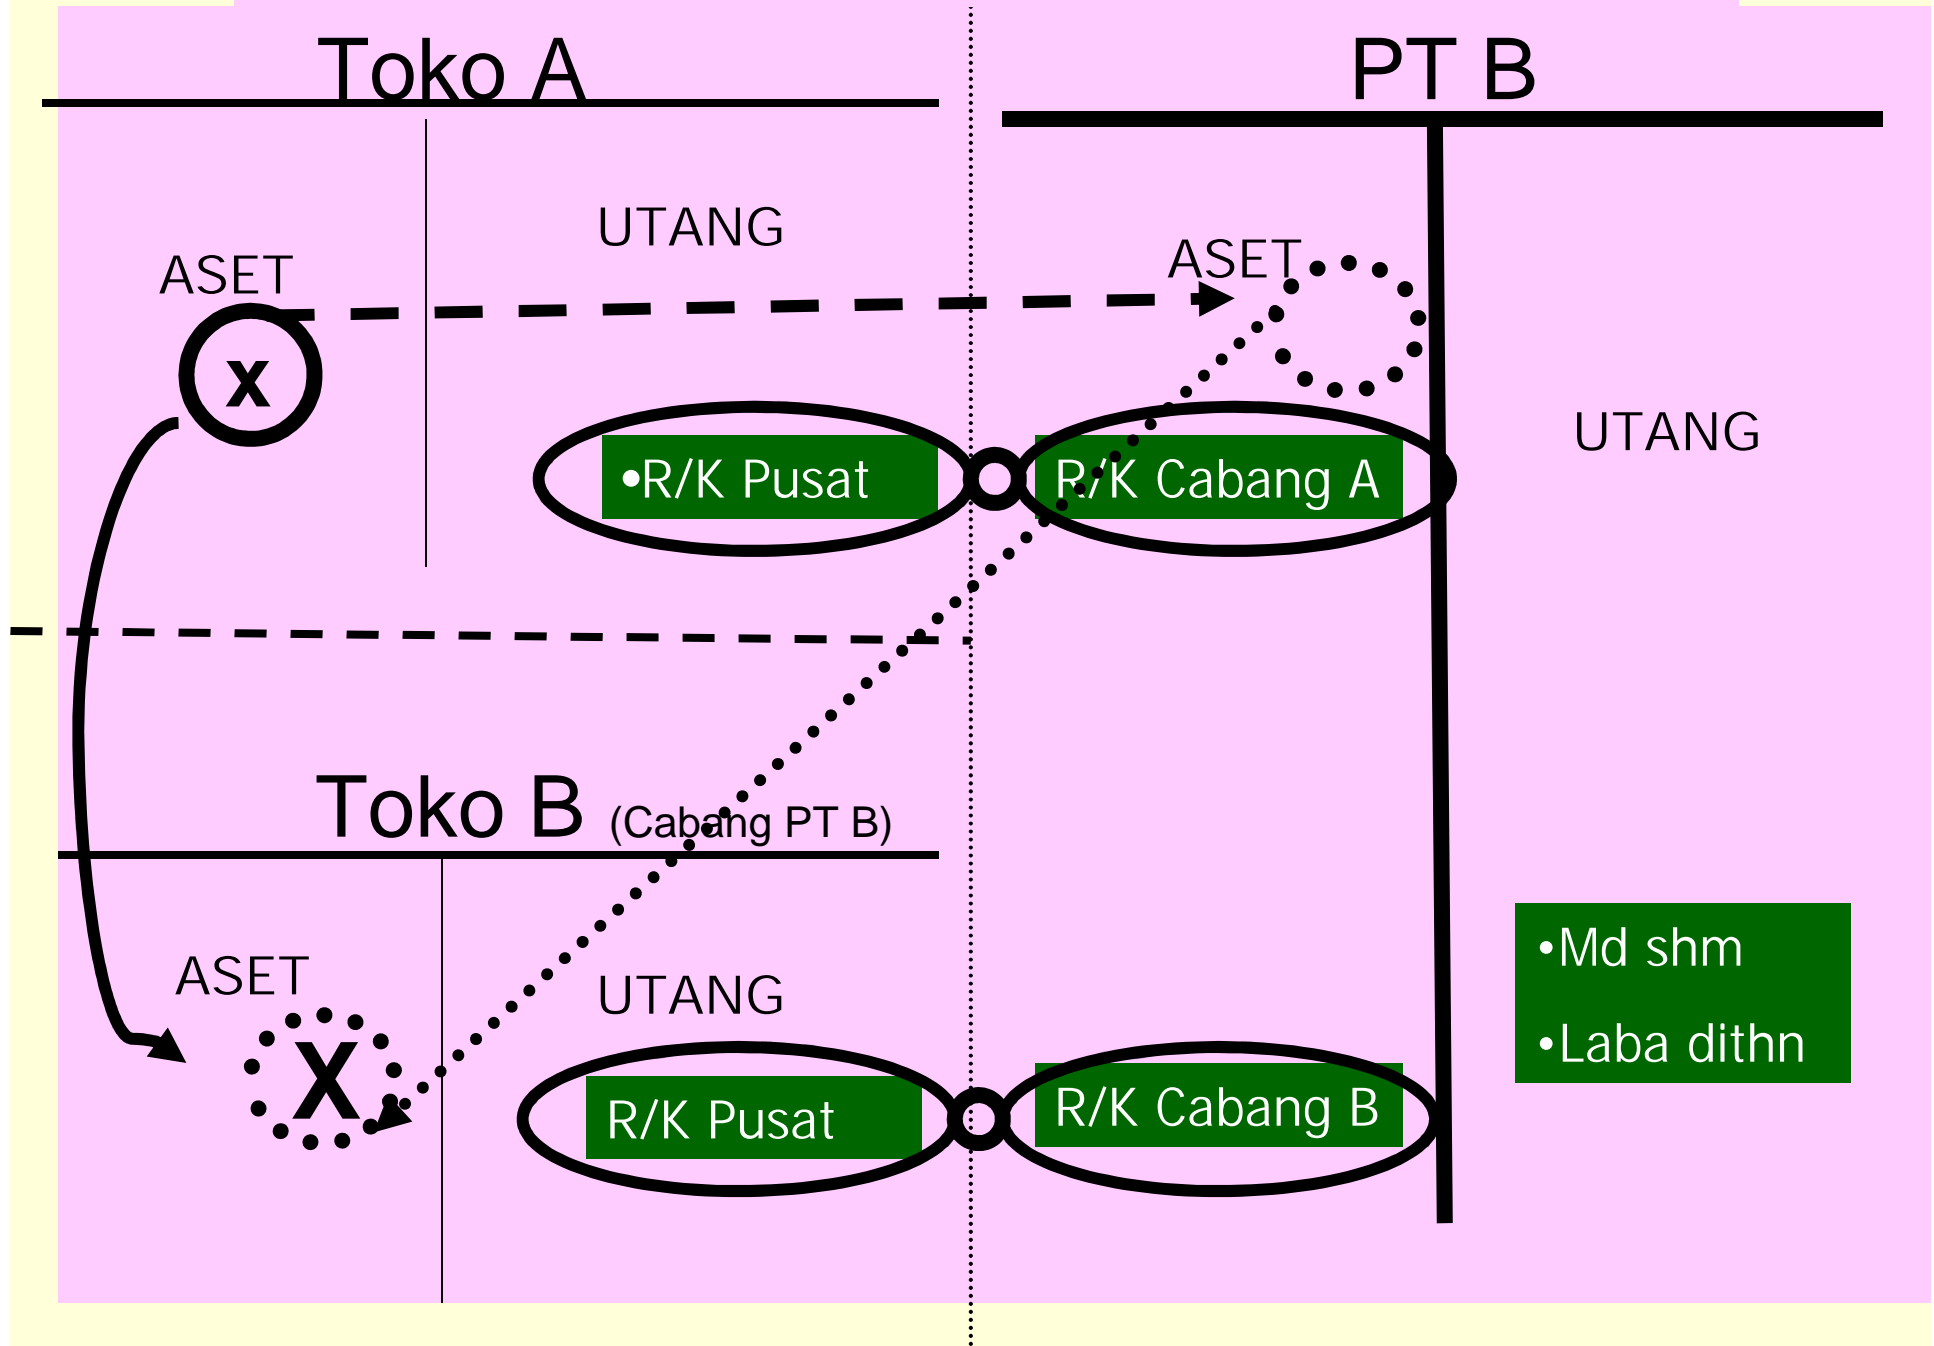 Toko A
PT B
UTANG
ASET
ASET
x
UTANG
•R/K Pusat
R/K Cabang A
Toko B (Cabang PT B)
•Md shm
ASET
UTANG
•Laba dithn
X
R/K Pusat
R/K Cabang B